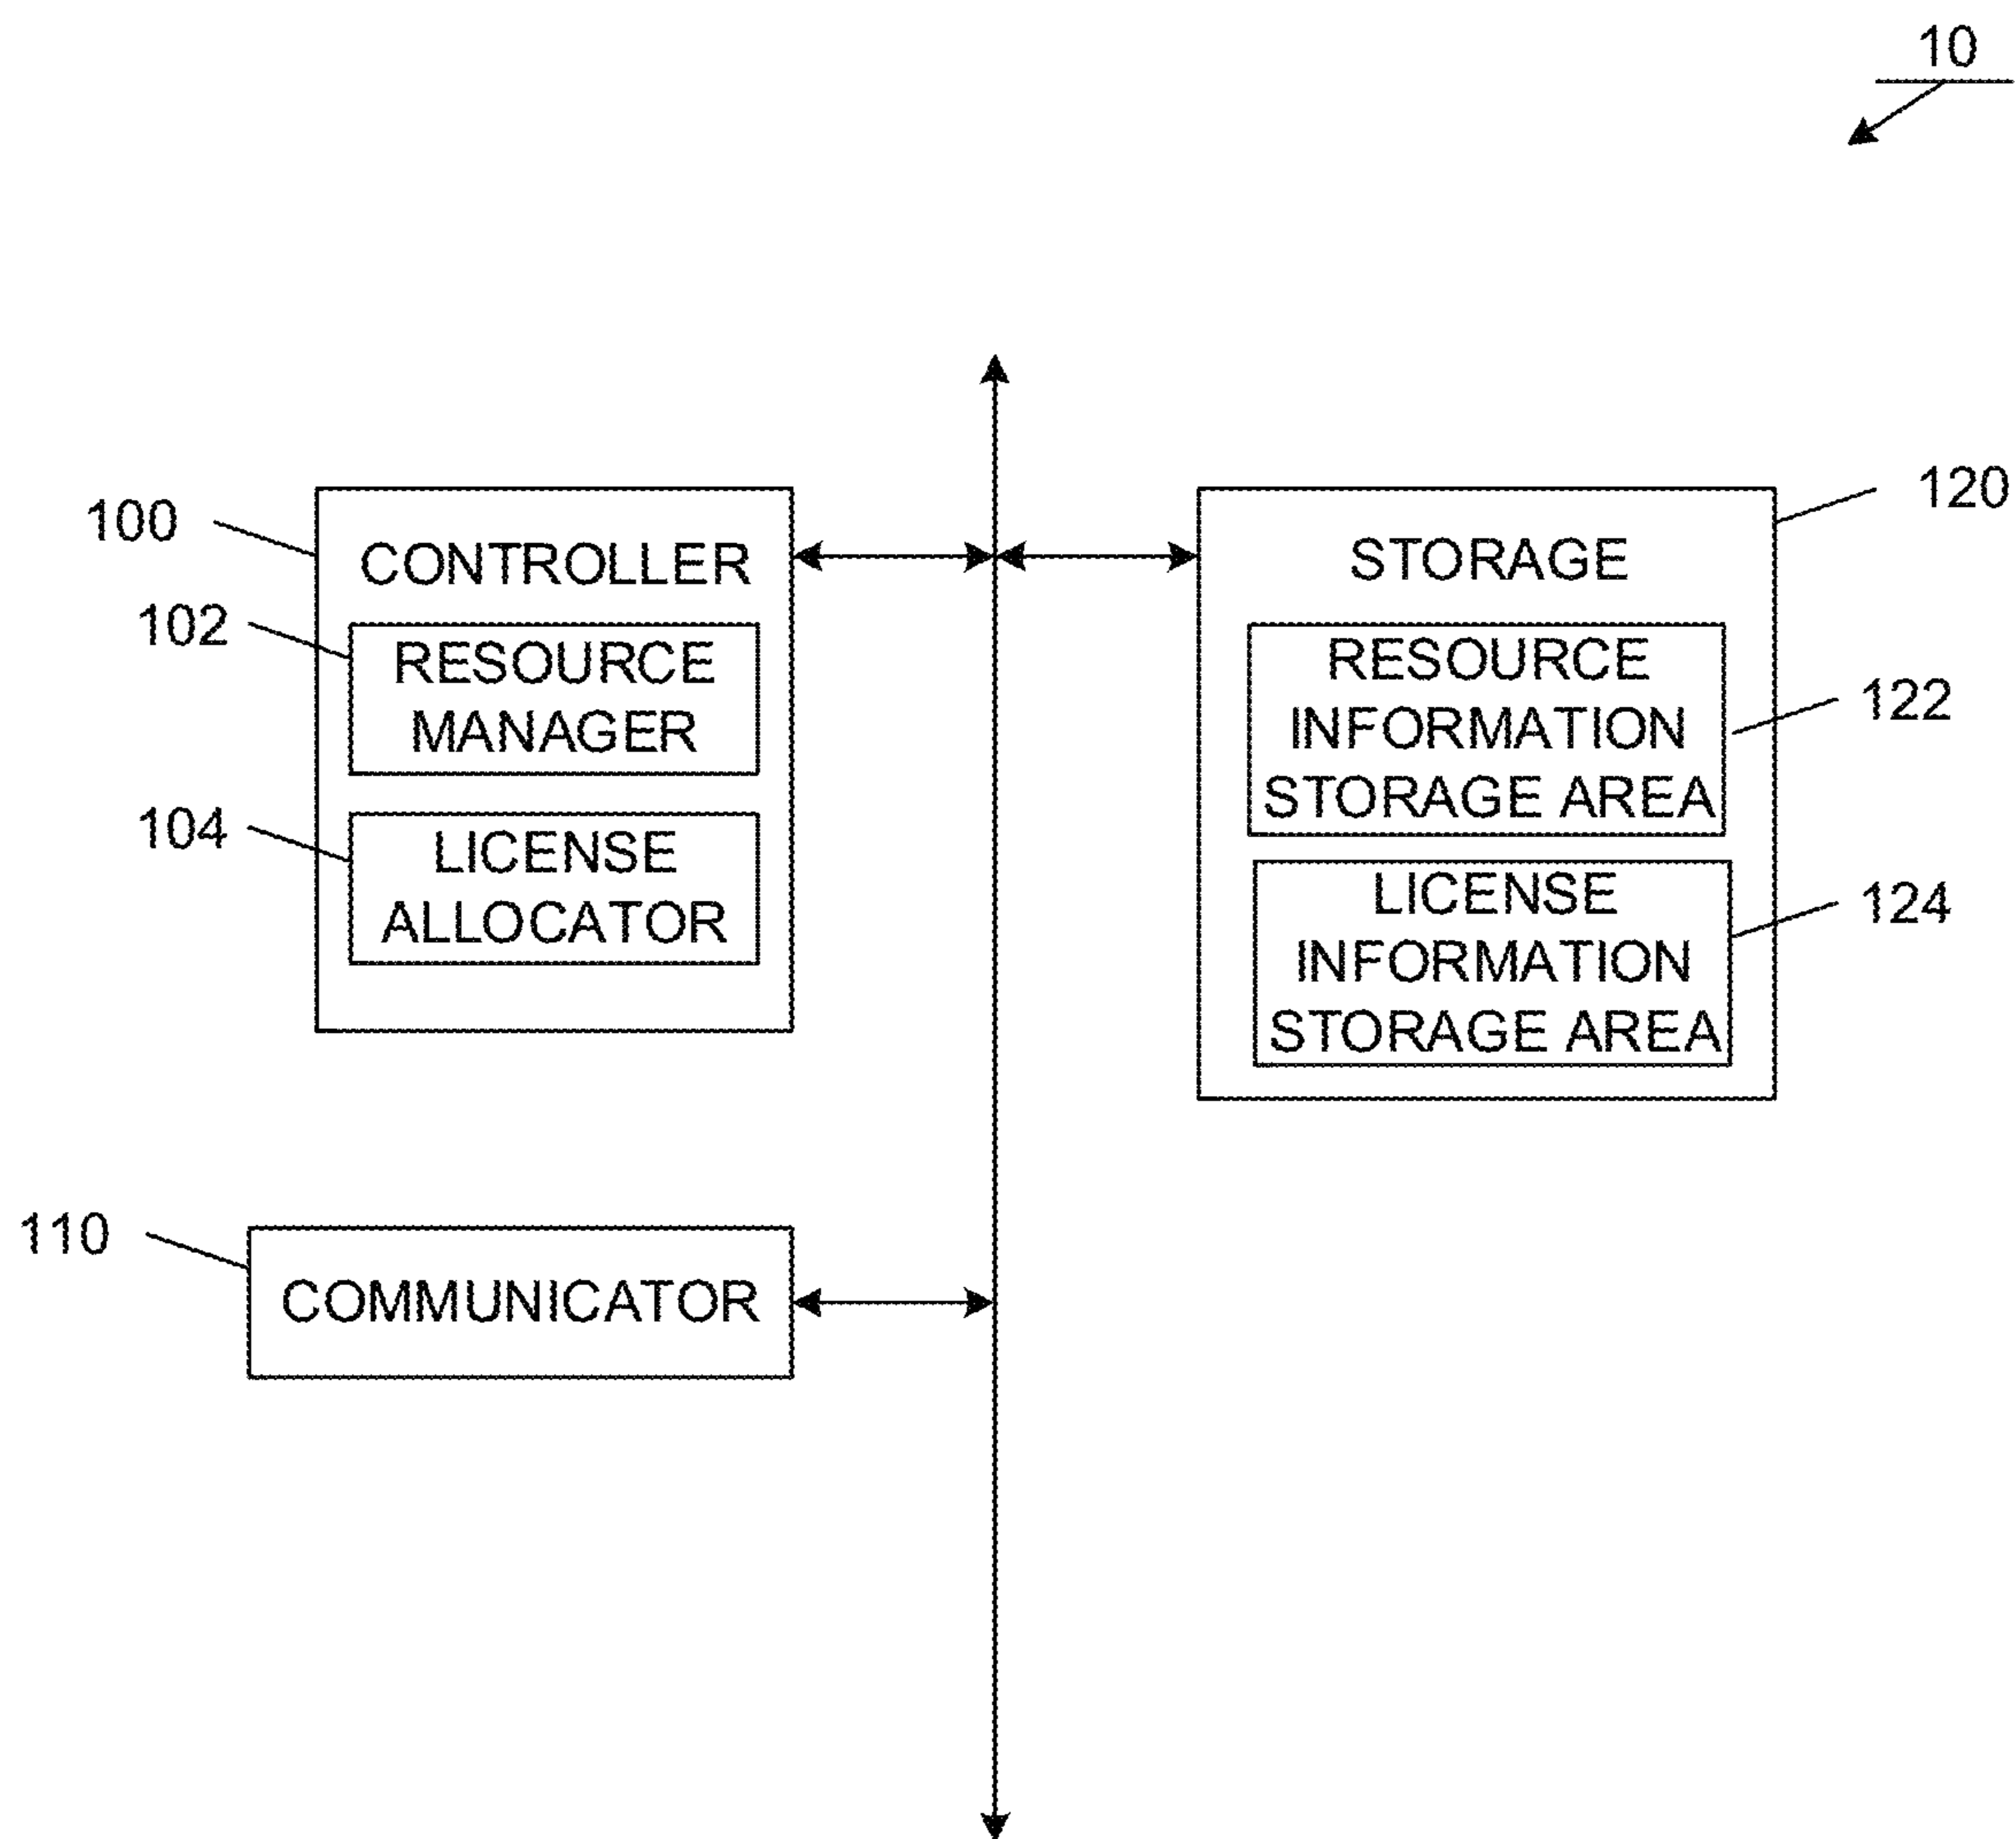 10
100
CONTROLLER
102
RESOURCE
MANAGER
104
LICENSE
ALLOCATOR
120
STORAGE
RESOURCE
INFORMATION
STORAGE AREA
122
LICENSE
INFORMATION
STORAGE AREA
124
110
COMMUNICATOR